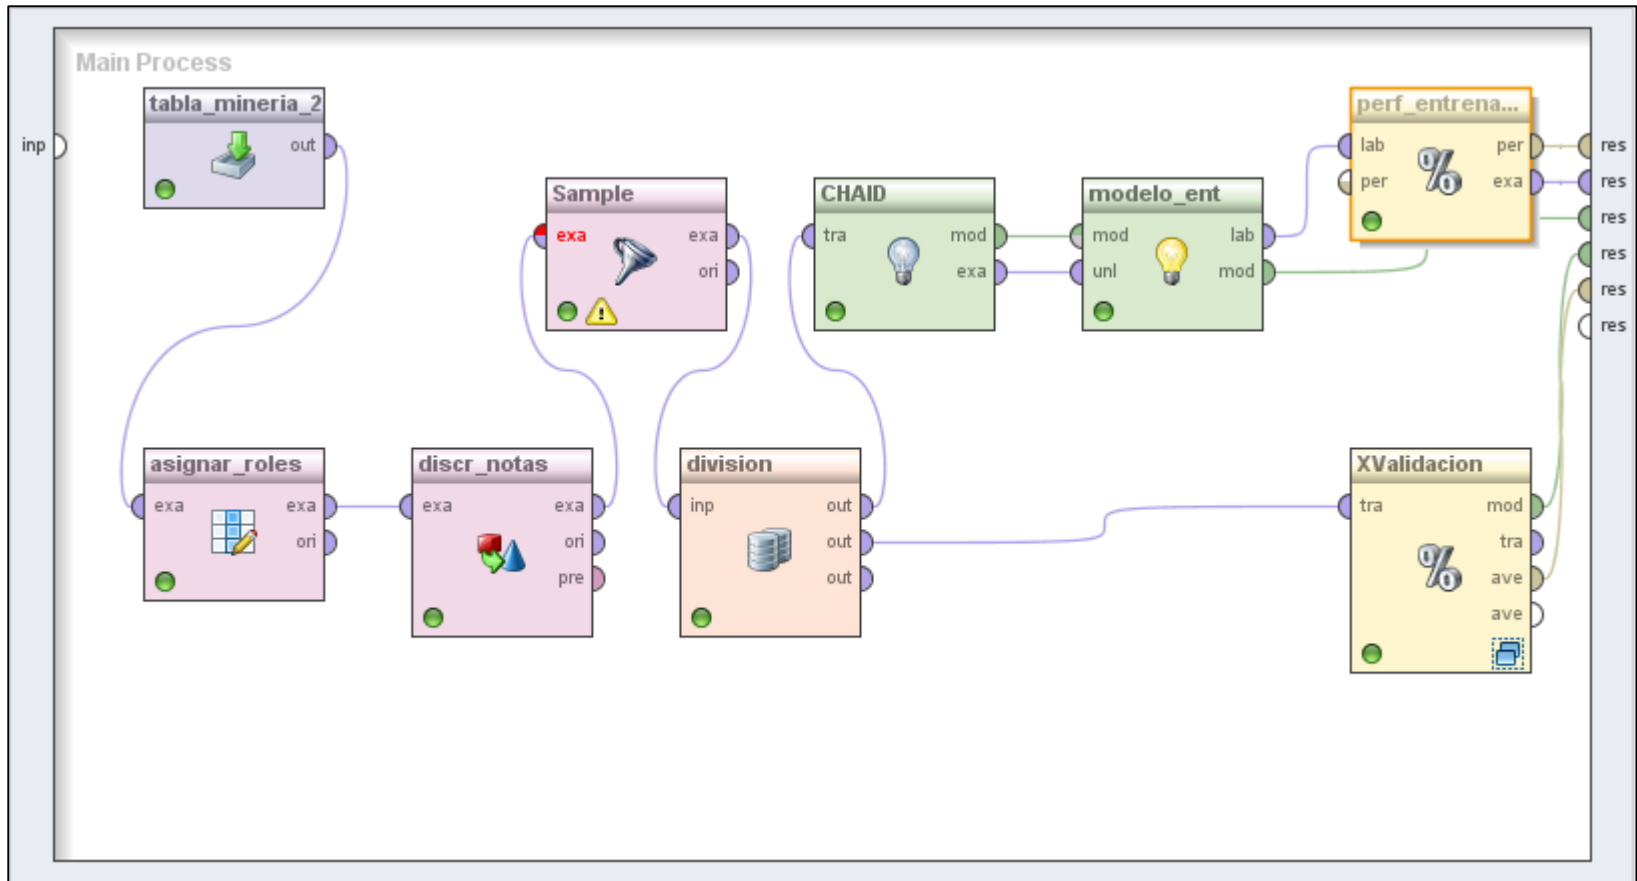 Main Process
inp
tabla_mineria_2
out
Sample
exa
exa
ori
CHAID
tra
mod
exa
modelo_ent
mod
lab
unl
mod
perf_entrena...
lab
per
per
exa
res
res
res
res
res
res
asignar_roles
exa
exa
ori
discr_notas
exa
exa
ori
pre
division
inp
out
out
out
XValidacion
tra
mod
tra
ave
ave